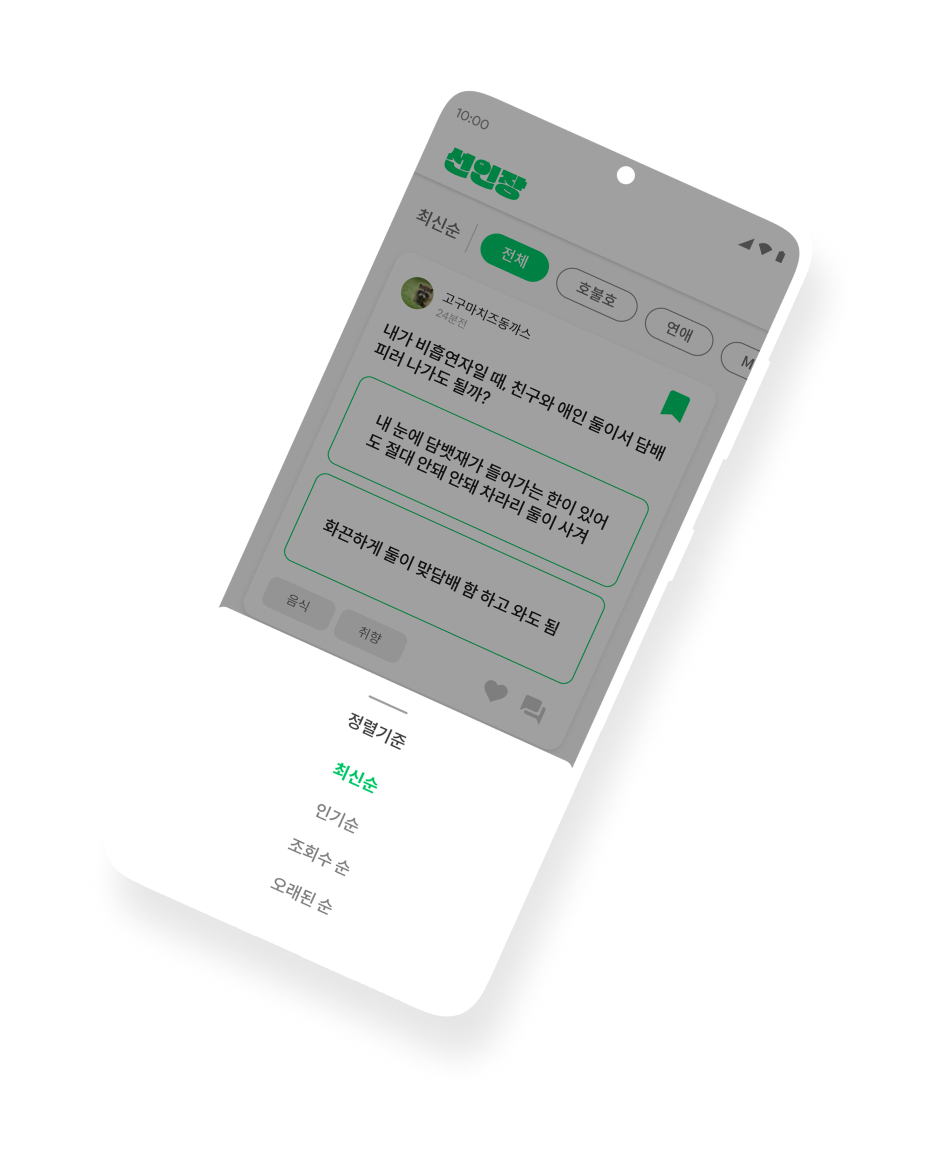 10:00
선인장
최신순
전체
호불호
연애
M
고구마치즈돈까스
24분전
내가 비흡연자일 때, 친구와 애인 둘이서 담배
피러 나가도 될까?
내 눈에 담뱃재가 들어가는 한이 있어
도 절대 안돼 안돼 차라리 둘이 사겨
화끈하게 둘이 맞담배 함 하고 와도 됨
음식
취향
정렬기준
최신순
인기순
조회수 순
오래된 순